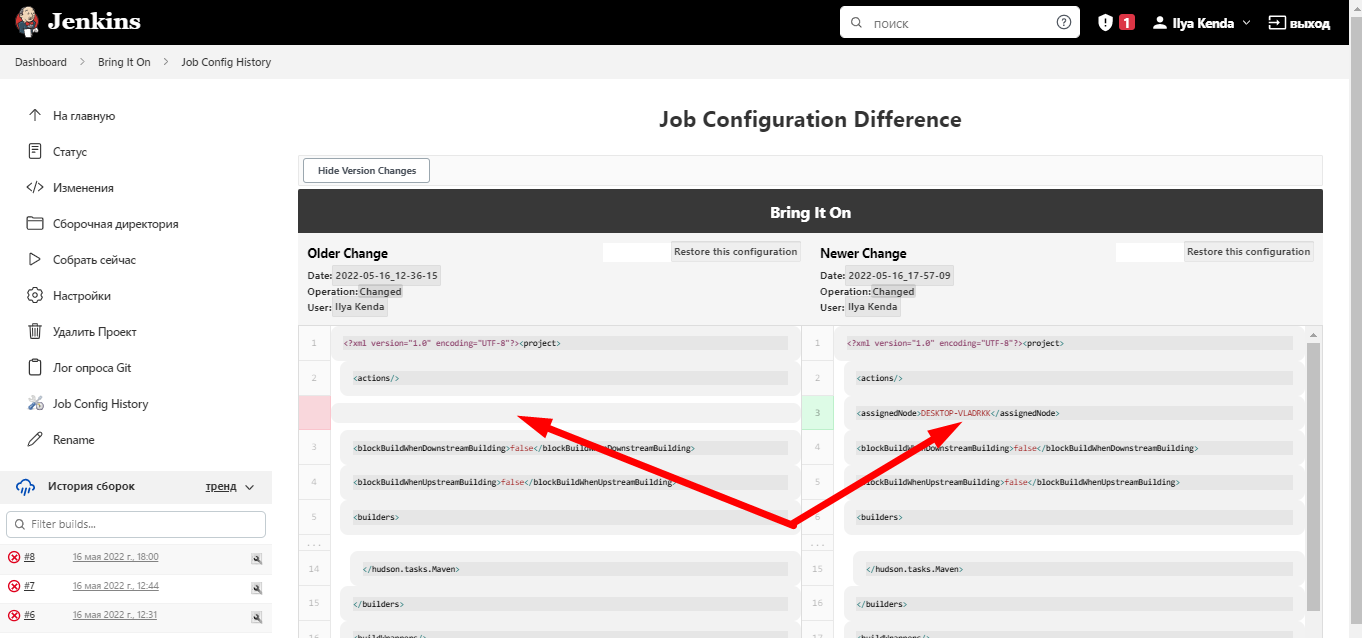 Jenkins
поиск
1
Ilya Kenda
выход
Dashboard
Bring It On
Job Config History
На главную
Статус
Изменения
Сборочная директория
Собрать сейчас
Настройки
Удалить Проект
Лог опроса Git
Job Config History
Rename
История сборок
тренд
Filter builds...
#8
16 мая 2022 г., 18:00
#7
16 мая 2022 г., 12:44
#6
16 мая 2022 г., 12:31
Job Configuration Difference
Hide Version Changes
Bring It On
Older Change
Restore this configuration
Date: 2022-05-16_12-36-15
Operation: Changed
User: Ilya Kenda
Newer Change
Restore this configuration
Date: 2022-05-16_17-57-09
Operation: Changed
User: Ilya Kenda
1 <?xml version="1.0" encoding="UTF-8"?><project>
2 <actions/>
3 <blockBuildWhenDownstreamBuilding>false</blockBuildWhenDownstreamBuilding>
4 <blockBuildWhenUpstreamBuilding>false</blockBuildWhenUpstreamBuilding>
5 <builders>
...
14 </hudson.tasks.Maven>
15 </builders>
16 <buildWrappers/>
1 <?xml version="1.0" encoding="UTF-8"?><project>
2 <actions/>
3 <assignedNode>DESKTOP-VLADRKK</assignedNode>
4 <blockBuildWhenDownstreamBuilding>false</blockBuildWhenDownstreamBuilding>
5 <blockBuildWhenUpstreamBuilding>false</blockBuildWhenUpstreamBuilding>
6 <builders>
...
15 </hudson.tasks.Maven>
16 </builders>
17 <buildWrappers/>